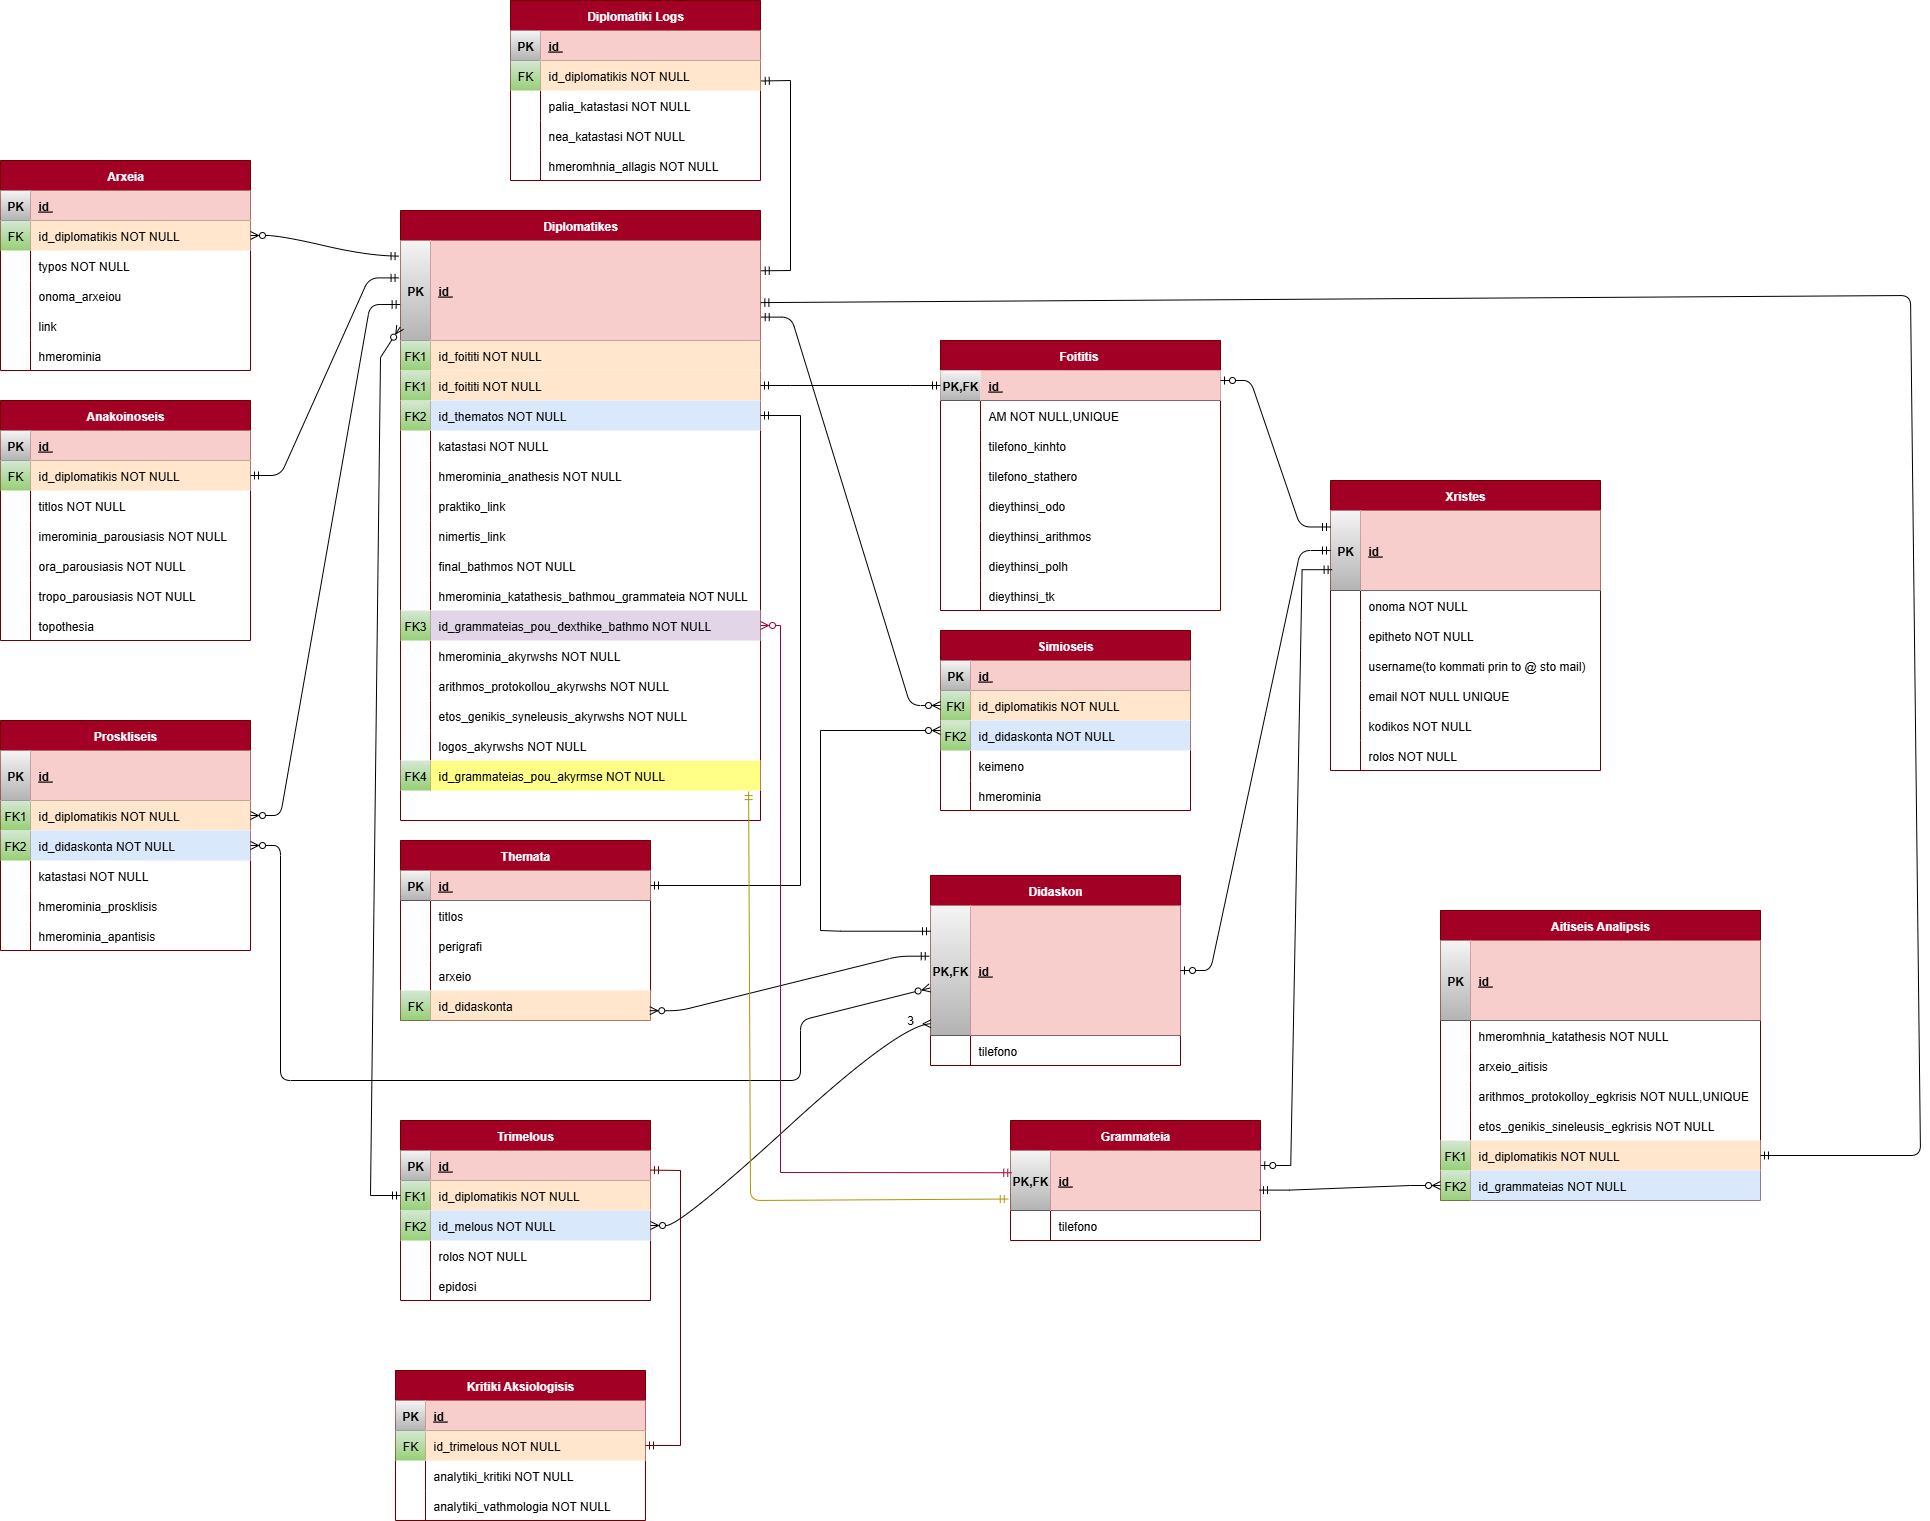 Diplomatiki Logs
PK id
FK id_diplomatikis NOT NULL
palia_katastasi NOT NULL
nea_katastasi NOT NULL
hmeromhnia_allagis NOT NULL
Arxeia
PK id
FK id_diplomatikis NOT NULL
typos NOT NULL
onoma_arxeiou
link
hmerominia
Anakoinoseis
PK id
FK id_diplomatikis NOT NULL
titlos NOT NULL
imerominia_parousiasis NOT NULL
ora_parousiasis NOT NULL
tropo_parousiasis NOT NULL
topothesia
Proskliseis
PK id
FK1 id_diplomatikis NOT NULL
FK2 id_didaskonta NOT NULL
katastasi NOT NULL
hmerominia_prosklisis
hmerominia_apantisis
Diplomatikes
PK id
FK1 id_foititi NOT NULL
FK1 id_foititi NOT NULL
FK2 id_thematos NOT NULL
katastasi NOT NULL
hmerominia_anathesis NOT NULL
praktiko_link
nimertis_link
final_bathmos NOT NULL
hmerominia_katathesis_bathmou_grammateia NOT NULL
FK3 id_grammateias_pou_dexthike_bathmo NOT NULL
hmerominia_akyrwshs NOT NULL
arithmos_protokollou_akyrwshs NOT NULL
etos_genikis_syneleusis_akyrwshs NOT NULL
logos_akyrwshs NOT NULL
FK4 id_grammateias_pou_akyrmse NOT NULL
Themata
PK id
titlos
perigrafi
arxeio
FK id_didaskonta
Trimelous
PK id
FK1 id_diplomatikis NOT NULL
FK2 id_melous NOT NULL
rolos NOT NULL
epidosi
Kritiki Aksiologisis
PK id
FK id_trimelous NOT NULL
analytiki_kritiki NOT NULL
analytiki_vathmologia NOT NULL
Foititis
PK,FK id
AM NOT NULL,UNIQUE
tilefono_kinhto
tilefono_stathero
dieythinsi_odo
dieythinsi_arithmos
dieythinsi_polh
dieythinsi_tk
Simioseis
PK id
FK! id_diplomatikis NOT NULL
FK2 id_didaskonta NOT NULL
keimeno
hmerominia
Didaskon
PK,FK id
3
tilefono
Grammateia
PK,FK id
tilefono
Xristes
PK id
onoma NOT NULL
epitheto NOT NULL
username(to kommati prin to @ sto mail)
email NOT NULL UNIQUE
kodikos NOT NULL
rolos NOT NULL
Aitiseis Analipsis
PK id
hmeromhnia_katathesis NOT NULL
arxeio_aitisis
arithmos_protokolloy_egkrisis NOT NULL,UNIQUE
etos_genikis_sineleusis_egkrisis NOT NULL
FK1 id_diplomatikis NOT NULL
FK2 id_grammateias NOT NULL